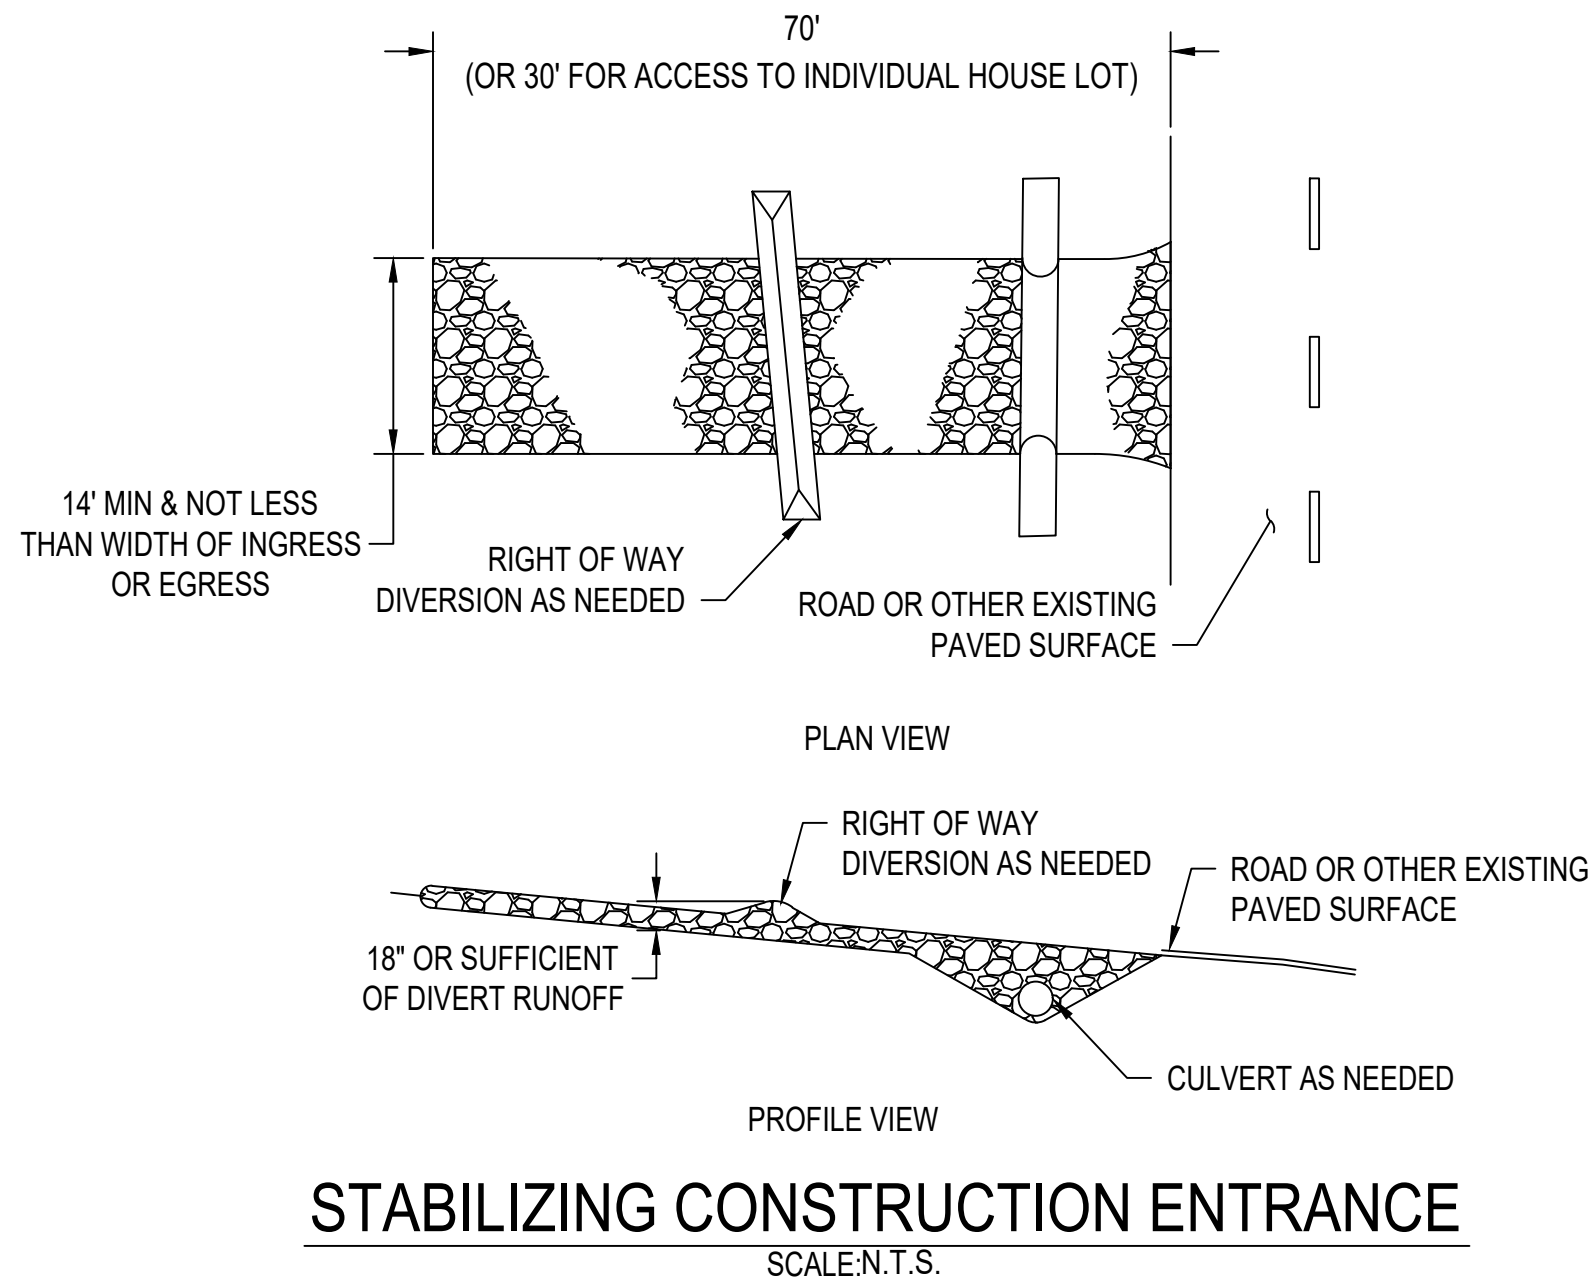 70'
(OR 30' FOR ACCESS TO INDIVIDUAL HOUSE LOT)
14' MIN & NOT LESS
THAN WIDTH OF INGRESS
OR EGRESS
RIGHT OF WAY
DIVERSION AS NEEDED
ROAD OR OTHER EXISTING
PAVED SURFACE
PLAN VIEW
RIGHT OF WAY
DIVERSION AS NEEDED
ROAD OR OTHER EXISTING
PAVED SURFACE
18" OR SUFFICIENT
OF DIVERT RUNOFF
CULVERT AS NEEDED
PROFILE VIEW
STABILIZING CONSTRUCTION ENTRANCE
SCALE:N.T.S.